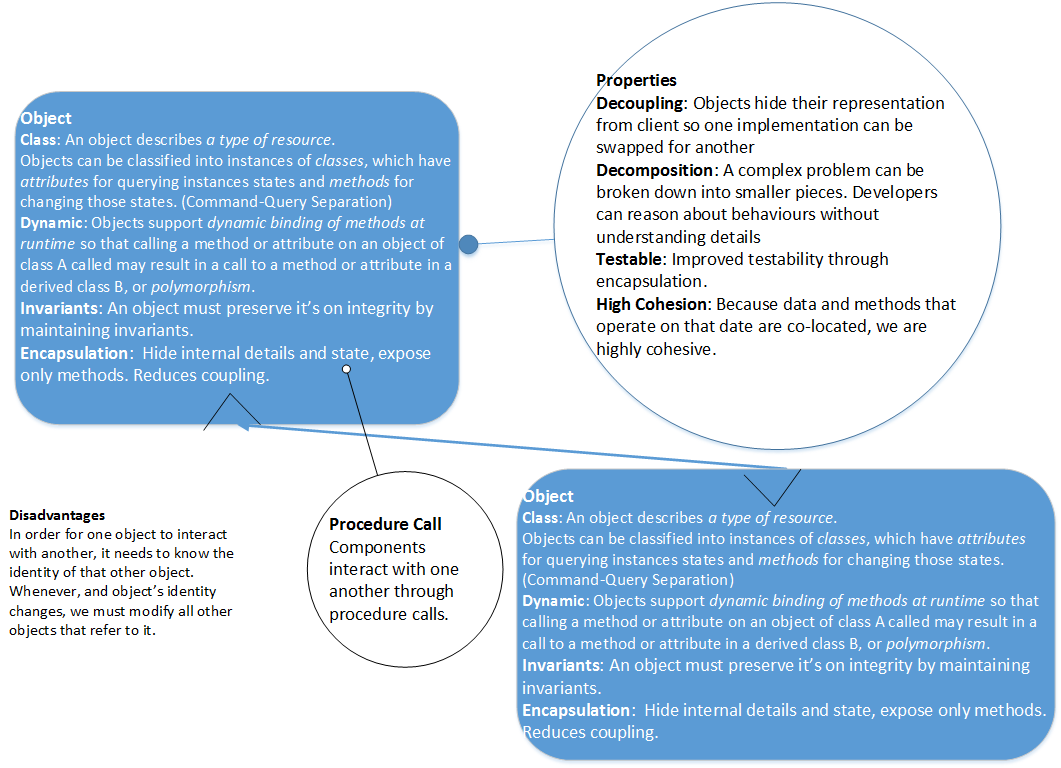 Object
Class: An object describes a type of resource.
Objects can be classified into instances of classes, which have
attributes for querying instances states and methods for
changing those states. (Command-Query Separation)
Dynamic: Objects support dynamic binding of methods at
runtime so that calling a method or attribute on an object of
class A called may result in a call to a method or attribute in a
derived class B, or polymorphism.
Invariants: An object must preserve it’s on integrity by
maintaining invariants.
Encapsulation:  Hide internal details and state, expose
only methods. Reduces coupling.
Properties
Decoupling: Objects hide their representation
from client so one implementation can be
swapped for another
Decomposition: A complex problem can be
broken down into smaller pieces. Developers
can reason about behaviours without
understanding details
Testable: Improved testability through
encapsulation.
High Cohesion: Because data and methods that
operate on that date are co-located, we are
highly cohesive.
Disadvantages
In order for one object to interact
with another, it needs to know the
identity of that other object.
Whenever, and object’s identity
changes, we must modify all other
objects that refer to it.
Procedure Call
Components
interact with one
another through
procedure calls.
Object
Class: An object describes a type of resource.
Objects can be classified into instances of classes, which have attributes
for querying instances states and methods for changing those states.
(Command-Query Separation)
Dynamic: Objects support dynamic binding of methods at runtime so that
calling a method or attribute on an object of class A called may result in a
call to a method or attribute in a derived class B, or polymorphism.
Invariants: An object must preserve it’s on integrity by maintaining
invariants.
Encapsulation:  Hide internal details and state, expose only methods.
Reduces coupling.